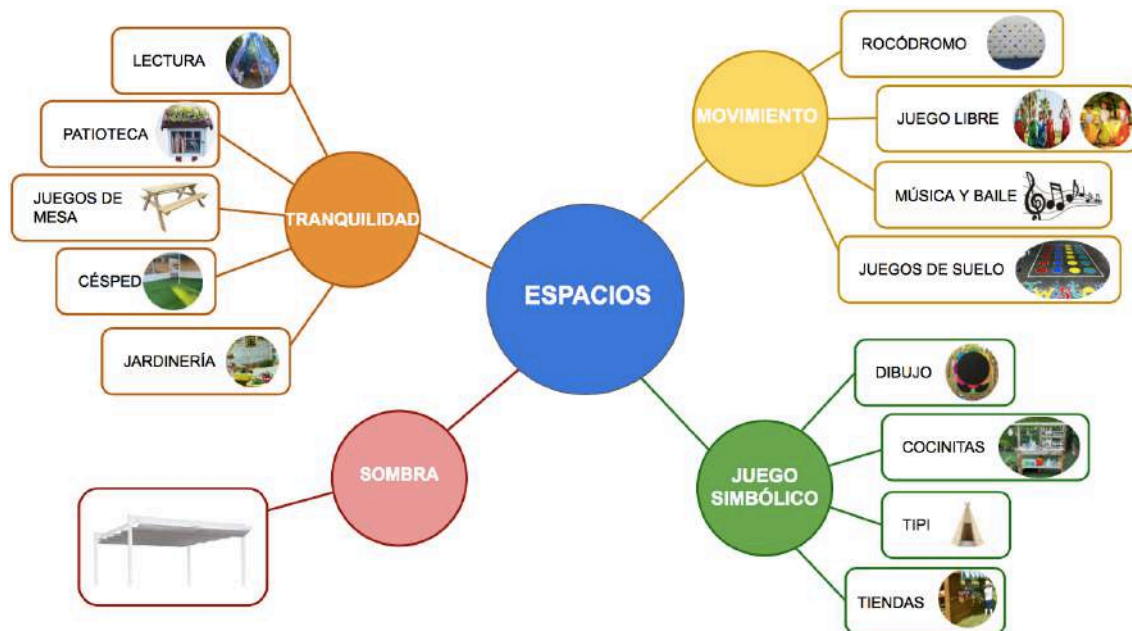 ESPACIOS
TRANQUILIDAD
LECTURA
PATIOTECA
JUEGOS DE
MESA
CÉSPED
JARDINERÍA
MOVIMIENTO
ROCÓDROMO
JUEGO LIBRE
MÚSICA Y BAILE
JUEGOS DE SUELO
SOMBRA
JUEGO
SIMBÓLICO
DIBUJO
COCINITAS
TIPI
TIENDAS